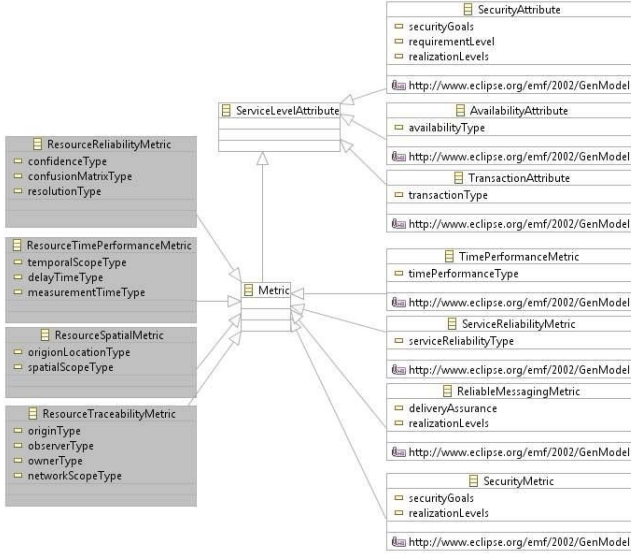 SecurityAttribute
securityGoals
requirementLevel
realizationLevels
http://www.eclipse.org/emf/2002/GenModel
ServiceLevelAttribute
AvailabilityAttribute
availabilityType
http://www.eclipse.org/emf/2002/GenModel
TransactionAttribute
transactionType
http://www.eclipse.org/emf/2002/GenModel
ResourceReliabilityMetric
confidenceType
confusionMatrixType
resolutionType
ResourceTimePerformanceMetric
temporalScopeType
delayTimeType
measurementTimeType
ResourceSpatialMetric
origionLocationType
spatialScopeType
ResourceTraceabilityMetric
originType
observerType
ownerType
networkScopeType
Metric
TimePerformanceMetric
timePerformanceType
http://www.eclipse.org/emf/2002/GenModel
ServiceReliabilityMetric
serviceReliabilityType
http://www.eclipse.org/emf/2002/GenModel
ReliableMessagingMetric
deliveryAssurance
realizationLevels
http://www.eclipse.org/emf/2002/GenModel
SecurityMetric
securityGoals
realizationLevels
http://www.eclipse.org/emf/2002/GenModel